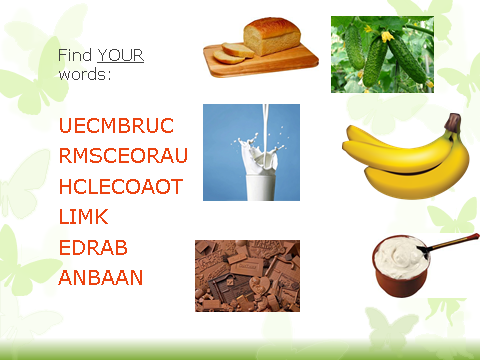 Find YOUR
words:
UECMBRUC
RMSCEORAU
HCLECOAOT
LIMK
EDRAB
ANBAAN